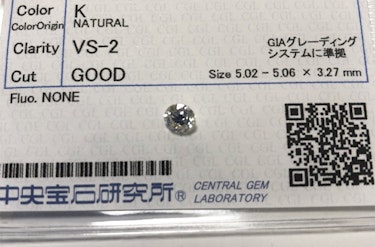 Color K
ColorOrigin NATURAL
Clarity VS-2
GIAグレーディング
システムに準拠
Cut GOOD
Size 5.02 - 5.06 × 3.27 mm
Fluo. NONE
中央宝石研究所® CENTRAL GEM
LABORATORY